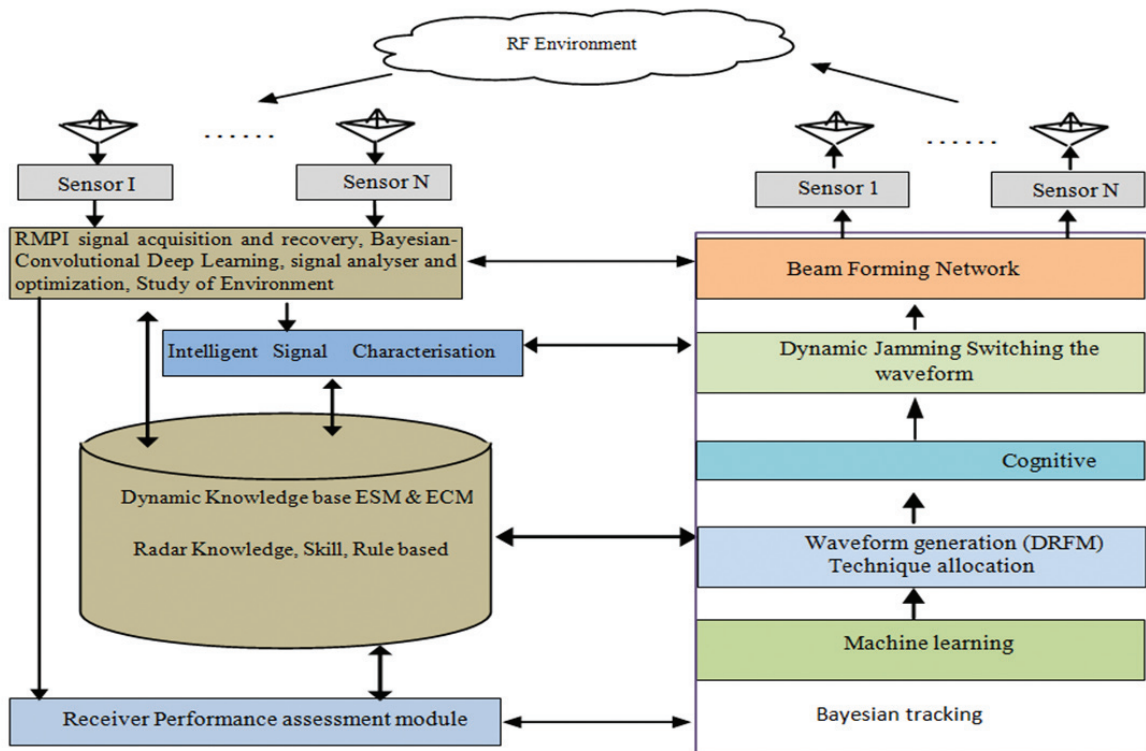 RF Environment
Sensor I
Sensor N
Sensor 1
Sensor N
RMPI signal acquisition and recovery, Bayesian-
Convolutional Deep Learning, signal analyser and
optimization, Study of Environment
Intelligent Signal Characterisation
Dynamic Knowledge base ESM & ECM
Radar Knowledge, Skill, Rule based
Receiver Performance assessment module
Beam Forming Network
Dynamic Jamming Switching the
waveform
Cognitive
Waveform generation (DRFM)
Technique allocation
Machine learning
Bayesian tracking